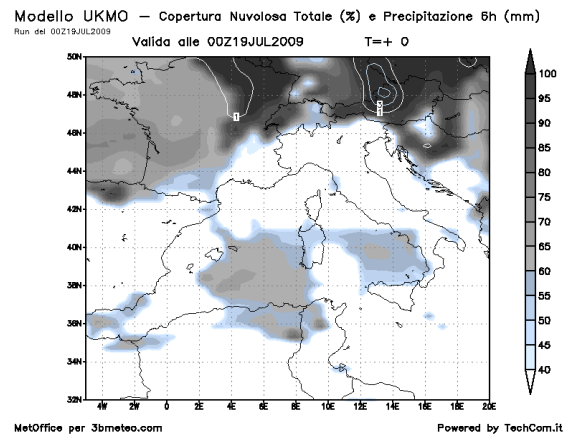 Modello UKMO – Copertura Nuvolosa Totale (%) e Precipitazione 6h (mm)
Run del 00Z19JUL2009
Valida alle 00Z19JUL2009 T=+ 0
50N
48N
46N
44N
42N
40N
38N
36N
34N
32N
4W 2W 0 2E 4E 6E 8E 10E 12E 14E 16E 18E 20E
1
100
95
90
85
80
75
70
65
60
55
50
45
40
MetOffice per 3bmeteo.com Powered by TechCom.it